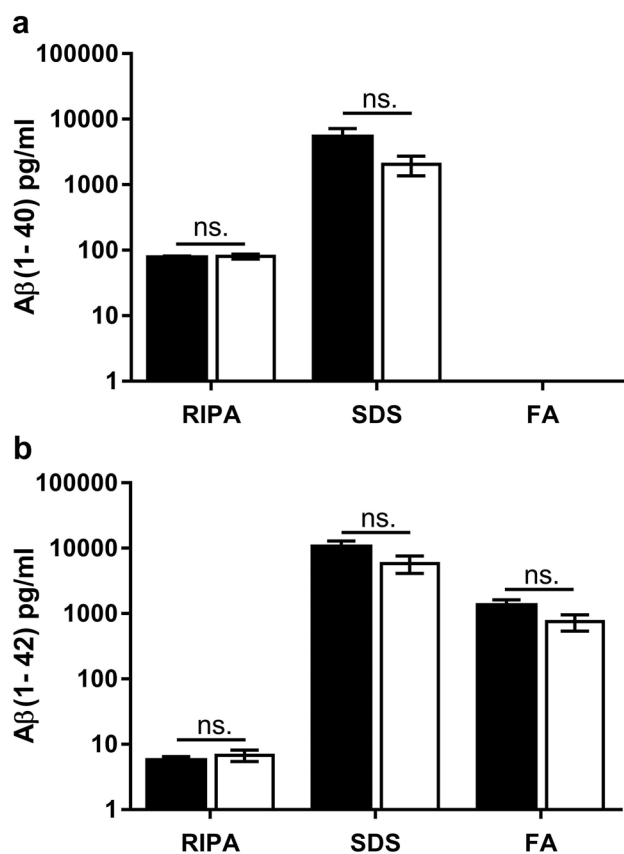 a
Aβ(1-40) pg/ml
100000
10000
1000
100
10
1
ns.
ns.
RIPA SDS FA
b
Aβ(1-42) pg/ml
100000
10000
1000
100
10
1
ns.
ns.
ns.
RIPA SDS FA